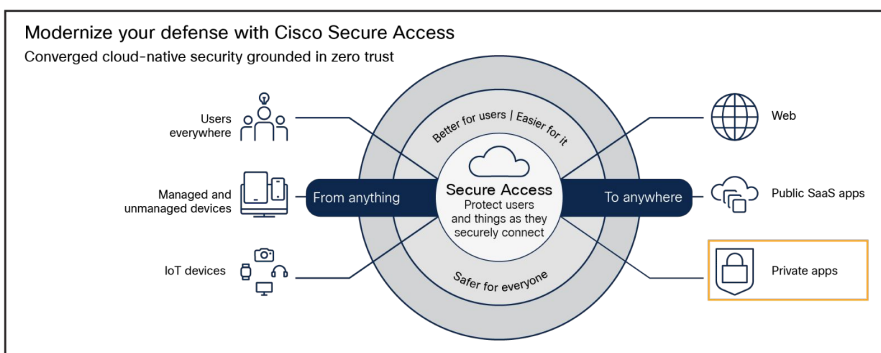 Modernize your defense with Cisco Secure Access
Converged cloud-native security grounded in zero trust
Users
everywhere
Managed and
unmanaged devices
IoT devices
From anything
Better for users | Easier for it
Secure Access
Protect users
and things as they
securely connect
Safer for everyone
To anywhere
Web
Public SaaS apps
Private apps